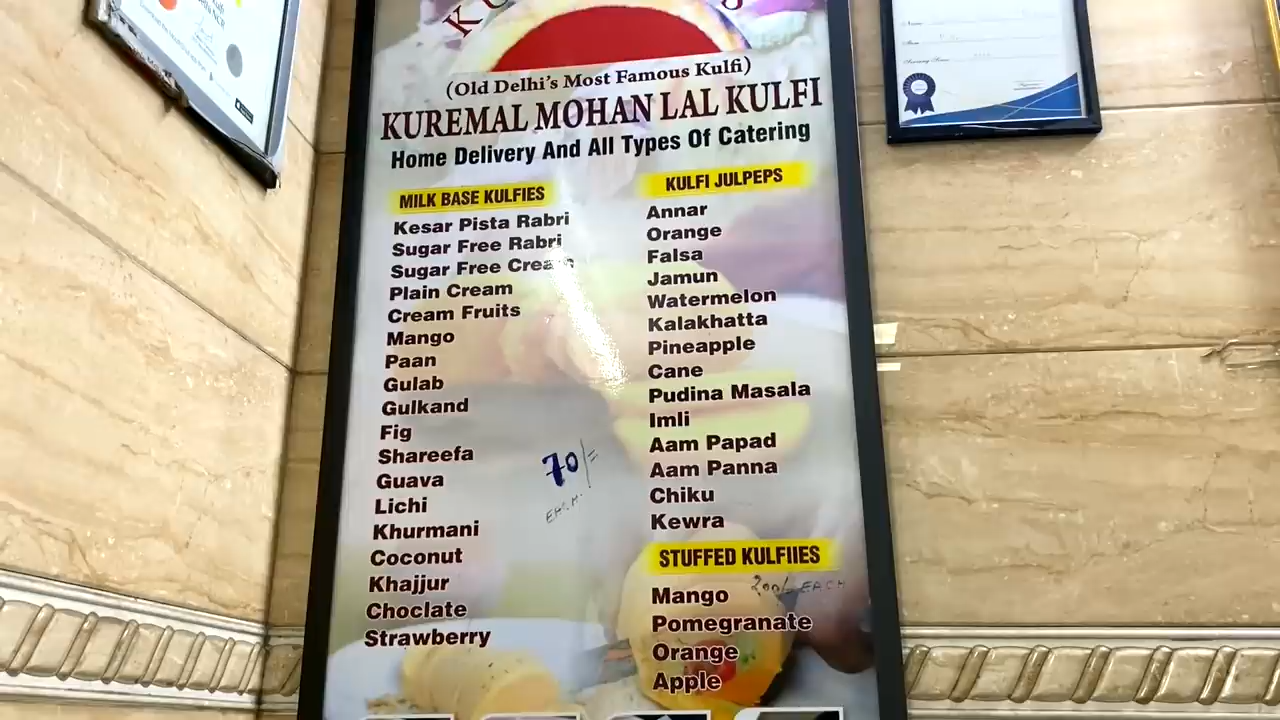 (Old Delhi's Most Famous Kulfi)
KUREMAL MOHAN LAL KULFI
Home Delivery And All Types Of Catering
MILK BASE KULFIES
Kesar Pista Rabri
Sugar Free Rabri
Sugar Free Cream
Plain Cream
Cream Fruits
Mango
Paan
Gulab
Gulkand
Fig
Shareefa
Guava
Lichi
Khurmani
Coconut
Khajjur
Choclate
Strawberry
70/=
EACH.
KULFI JULPEPS
Annar
Orange
Falsa
Jamun
Watermelon
Kalakhatta
Pineapple
Cane
Pudina Masala
Imli
Aam Papad
Aam Panna
Chiku
Kewra
STUFFED KULFIIES
200/- EACH
Mango
Pomegranate
Orange
Apple